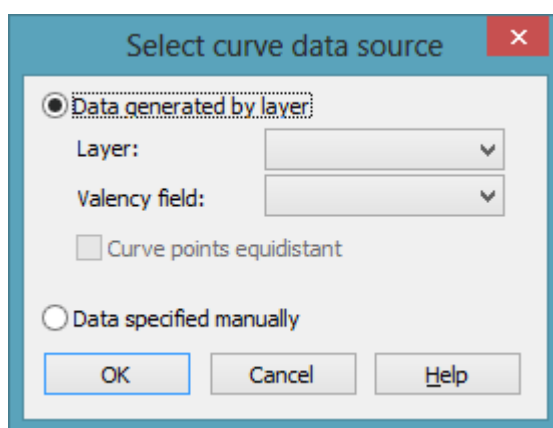 Select curve data source
Data generated by layer
Layer:
Valency field:
Curve points equidistant
Data specified manually
OK Cancel Help